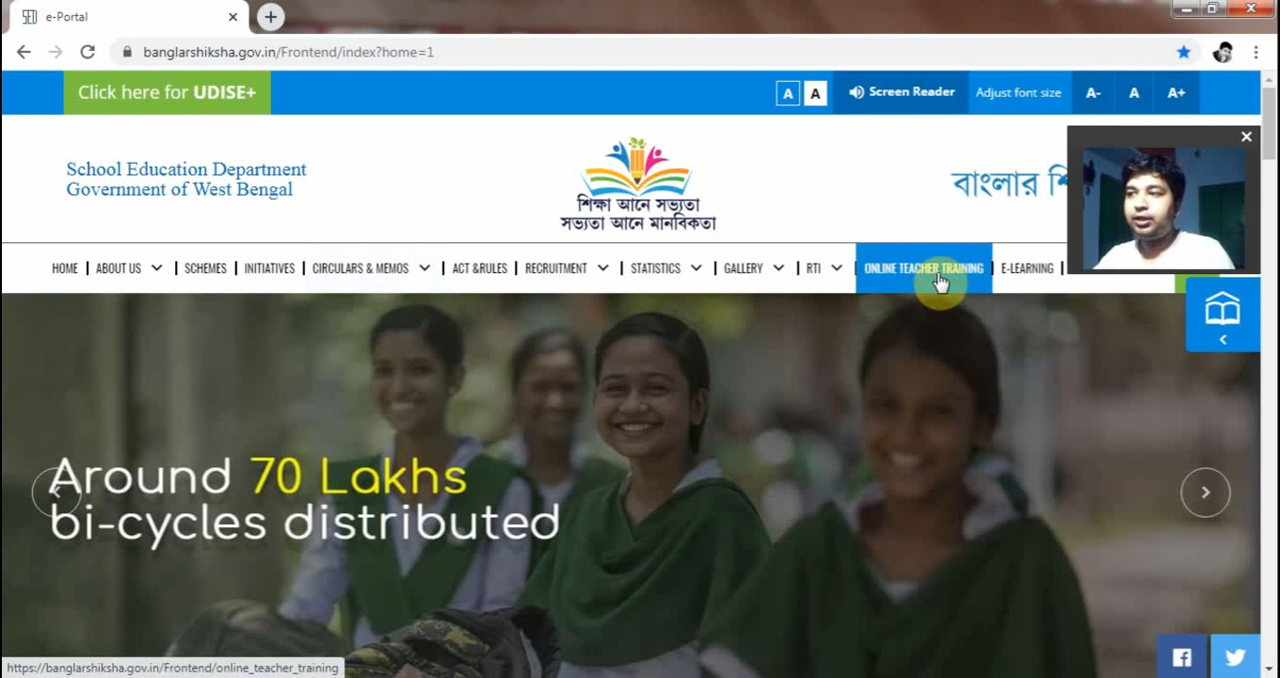 e-Portal
banglarshiksha.gov.in/Frontend/index?home=1
Click here for UDISE+
A A Screen Reader Adjust font size A- A A+
School Education Department
Government of West Bengal
শিক্ষা আনে সভ্যতা
সভ্যতা আনে মানবিকতা
বাংলার
HOME ABOUT US SCHEMES INITIATIVES CIRCULARS & MEMOS ACT &RULES RECRUITMENT STATISTICS GALLERY RTI ONLINE TEACHER TRAINING E-LEARNING
Around 70 Lakhs
bi-cycles distributed
https://banglarshiksha.gov.in/Frontend/online_teacher_training